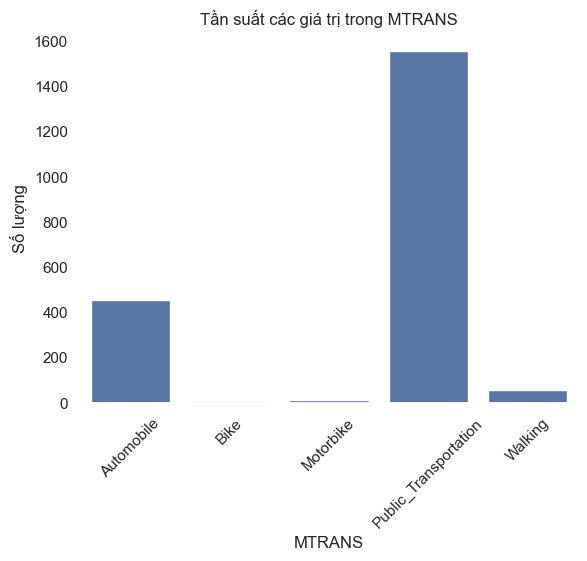 Tần suất các giá trị trong MTRANS
1600
1400
1200
1000
800
600
400
200
0
Số lượng
Automobile
Bike
Motorbike
Public_Transportation
Walking
MTRANS